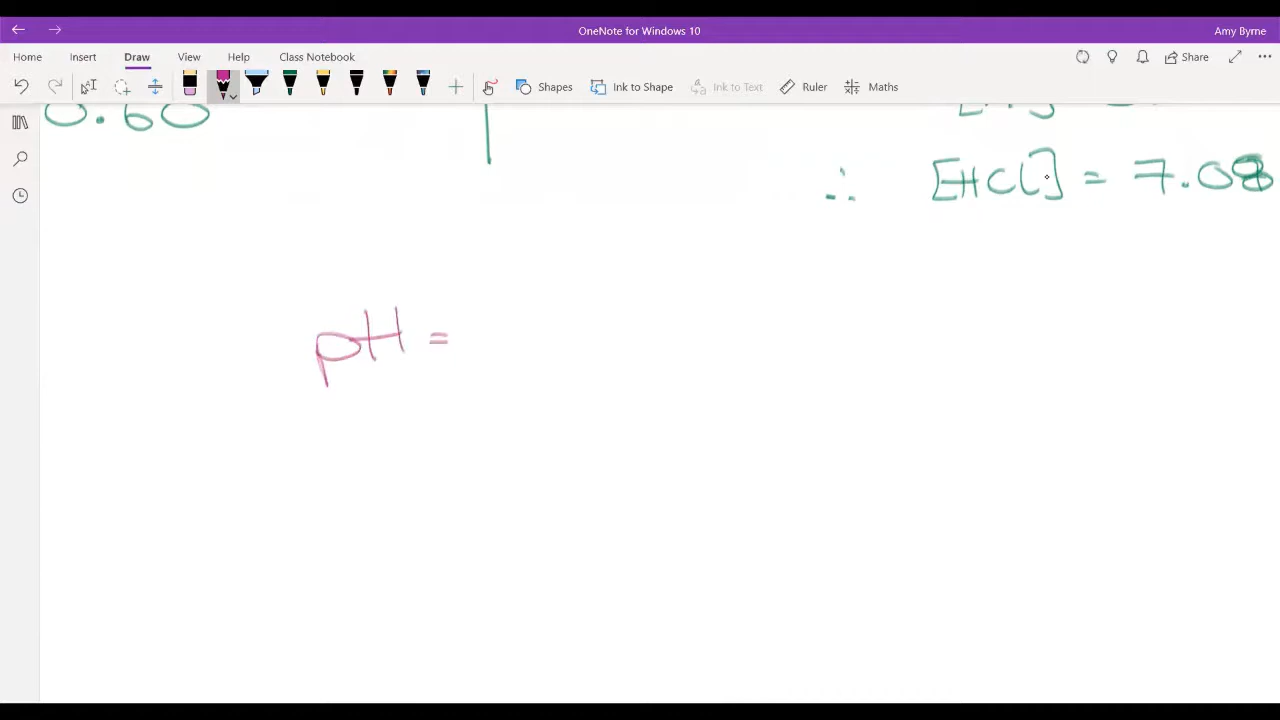 OneNote for Windows 10
Amy Byrne
Home Insert Draw View Help Class Notebook Share
Shapes Ink to Shape Ink to Text Ruler Maths
0.60
∴ [HCl] = 7.08
pH =